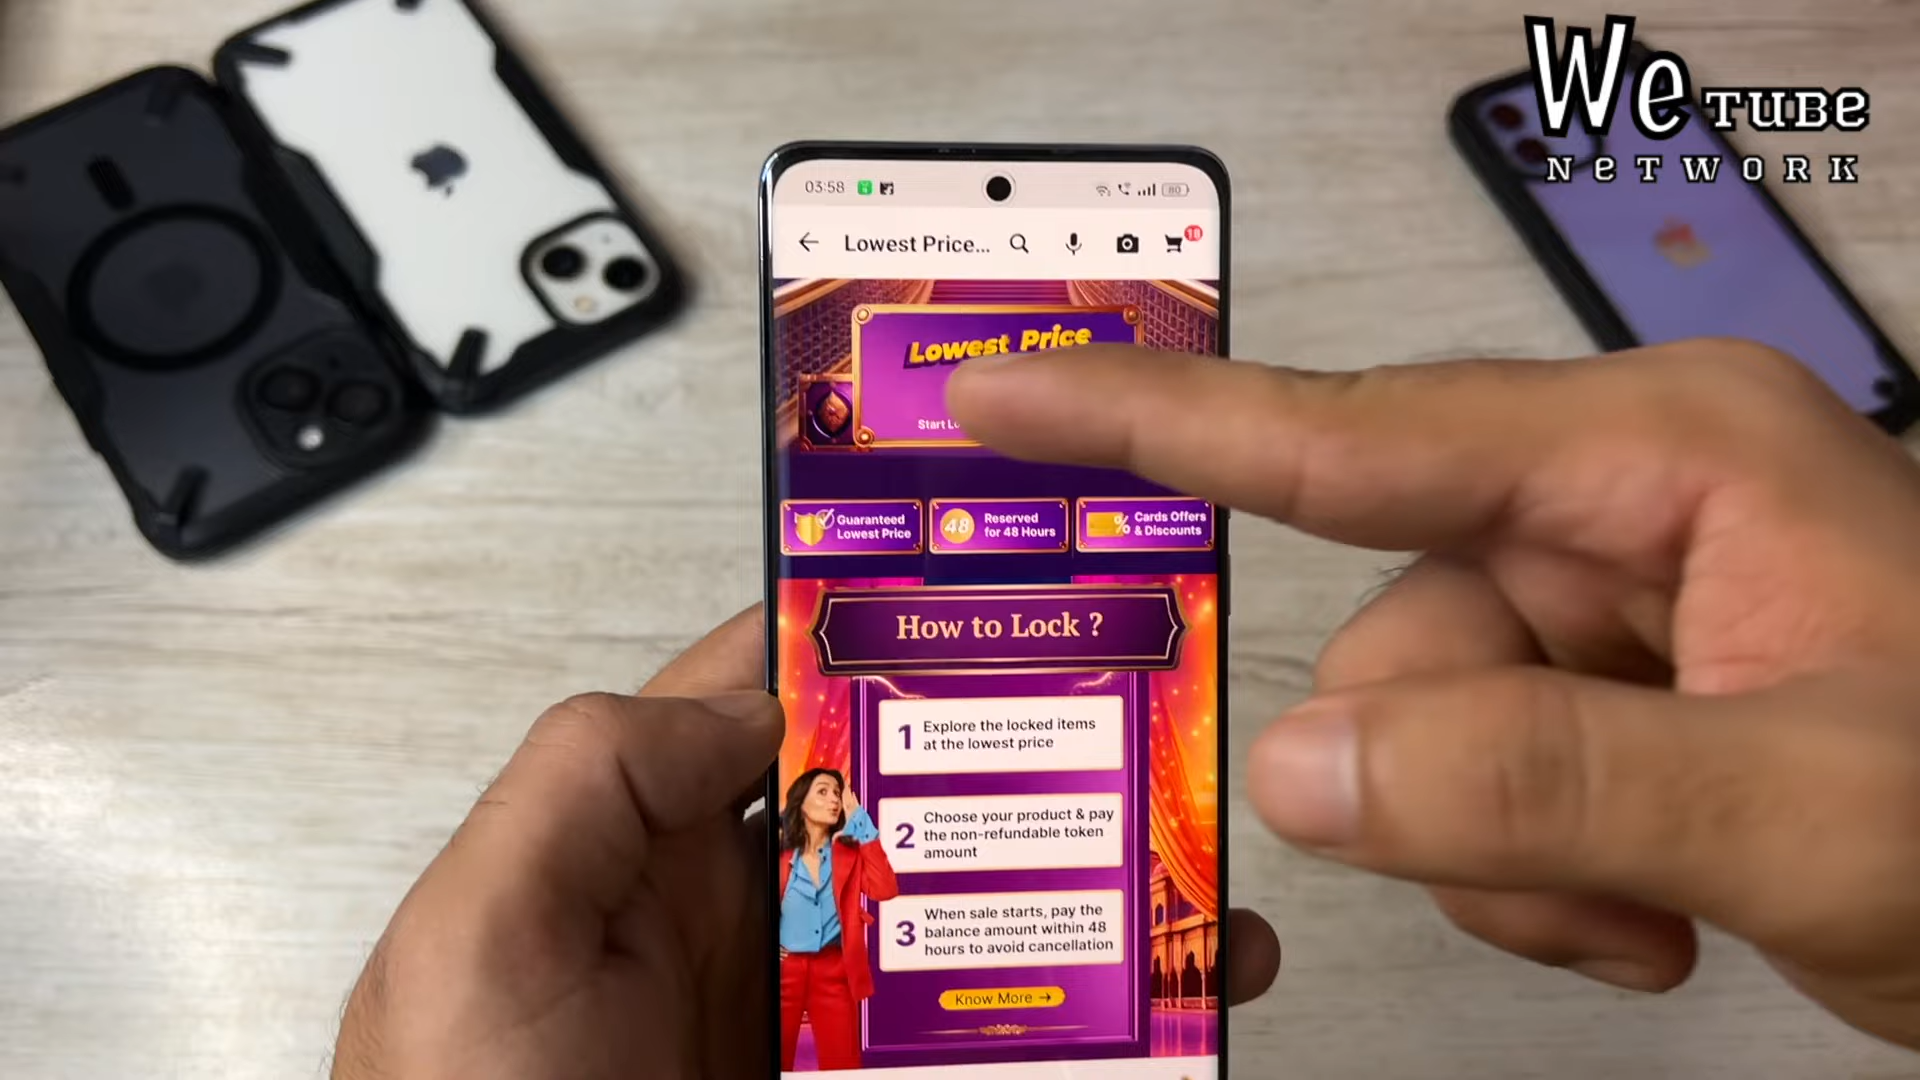 We TUBE
NETWORK
03:58
80
Lowest Price...
18
Lowest Price
Start
Guaranteed
Lowest Price
48
Reserved
for 48 Hours
%
Cards Offers
& Discounts
How to Lock ?
1
Explore the locked items
at the lowest price
2
Choose your product & pay
the non-refundable token
amount
3
When sale starts, pay the
balance amount within 48
hours to avoid cancellation
Know More →